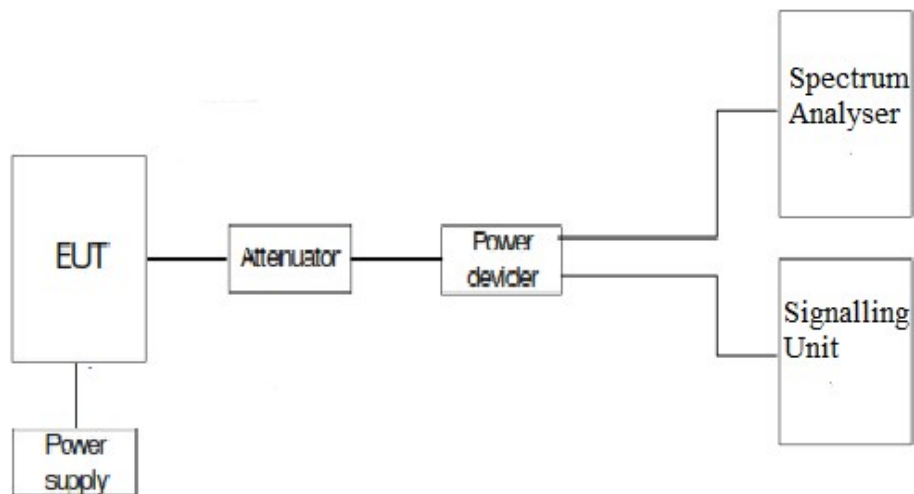 Spectrum
Analyser
EUT
Attenuator
Power
devider
Signalling
Unit
Power
supply